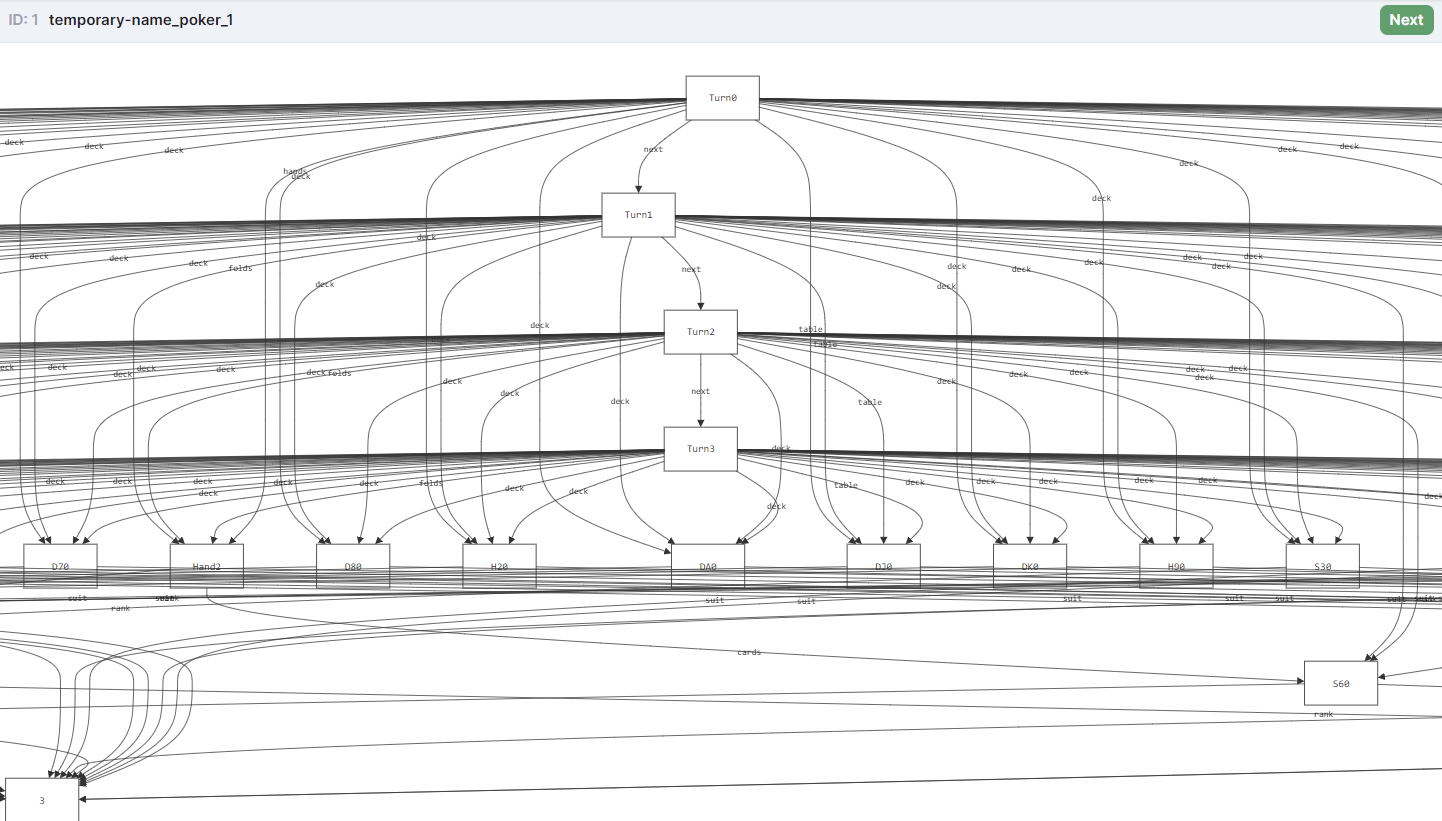 ID: 1 temporary-name_poker_1 Next
Turn0
deck deck deck next deck deck deck
hands deck deck
deck
Turn1
deck
deck deck deck folds next deck deck deck deck deck deck
deck deck
deck table
Turn2 table
deck deck deck deck deck folds deck deck deck deck deck deck deck
deck next
deck table
Turn3 deck
deck deck deck deck deck folds deck deck table deck deck deck deck deck
deck deck
deck
D70 Hand2 D80 H20 DA0 DJ0 DK0 H90 S30
suit suit suit suit suit suit suit
rank
cards
S60
rank
3